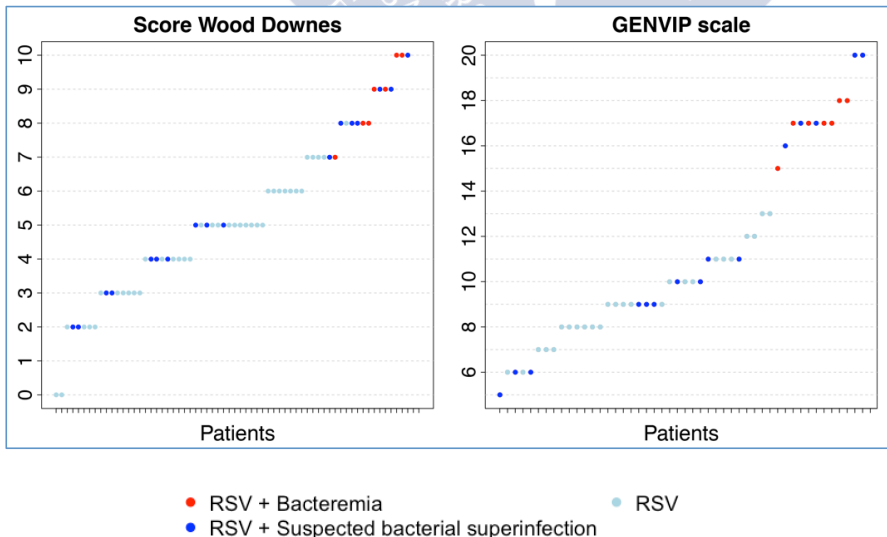 Score Wood Downes
GENVIP scale
10
9
8
7
6
5
4
3
2
1
0
20
18
16
14
12
10
8
6
Patients
Patients
RSV + Bacteremia
RSV
RSV + Suspected bacterial superinfection